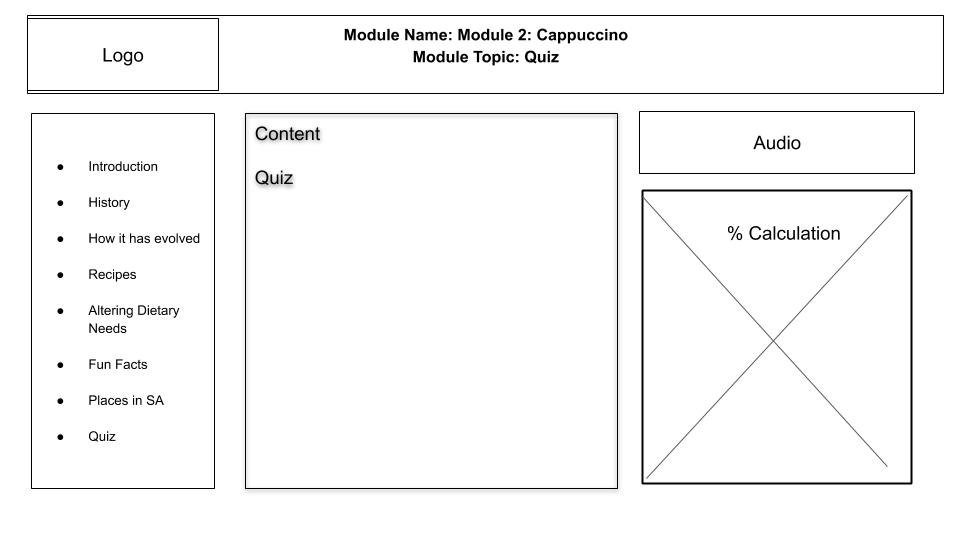 Logo
Module Name: Module 2: Cappuccino
Module Topic: Quiz
● Introduction
● History
● How it has evolved
● Recipes
● Altering Dietary
Needs
● Fun Facts
● Places in SA
● Quiz
Content
Quiz
Audio
% Calculation